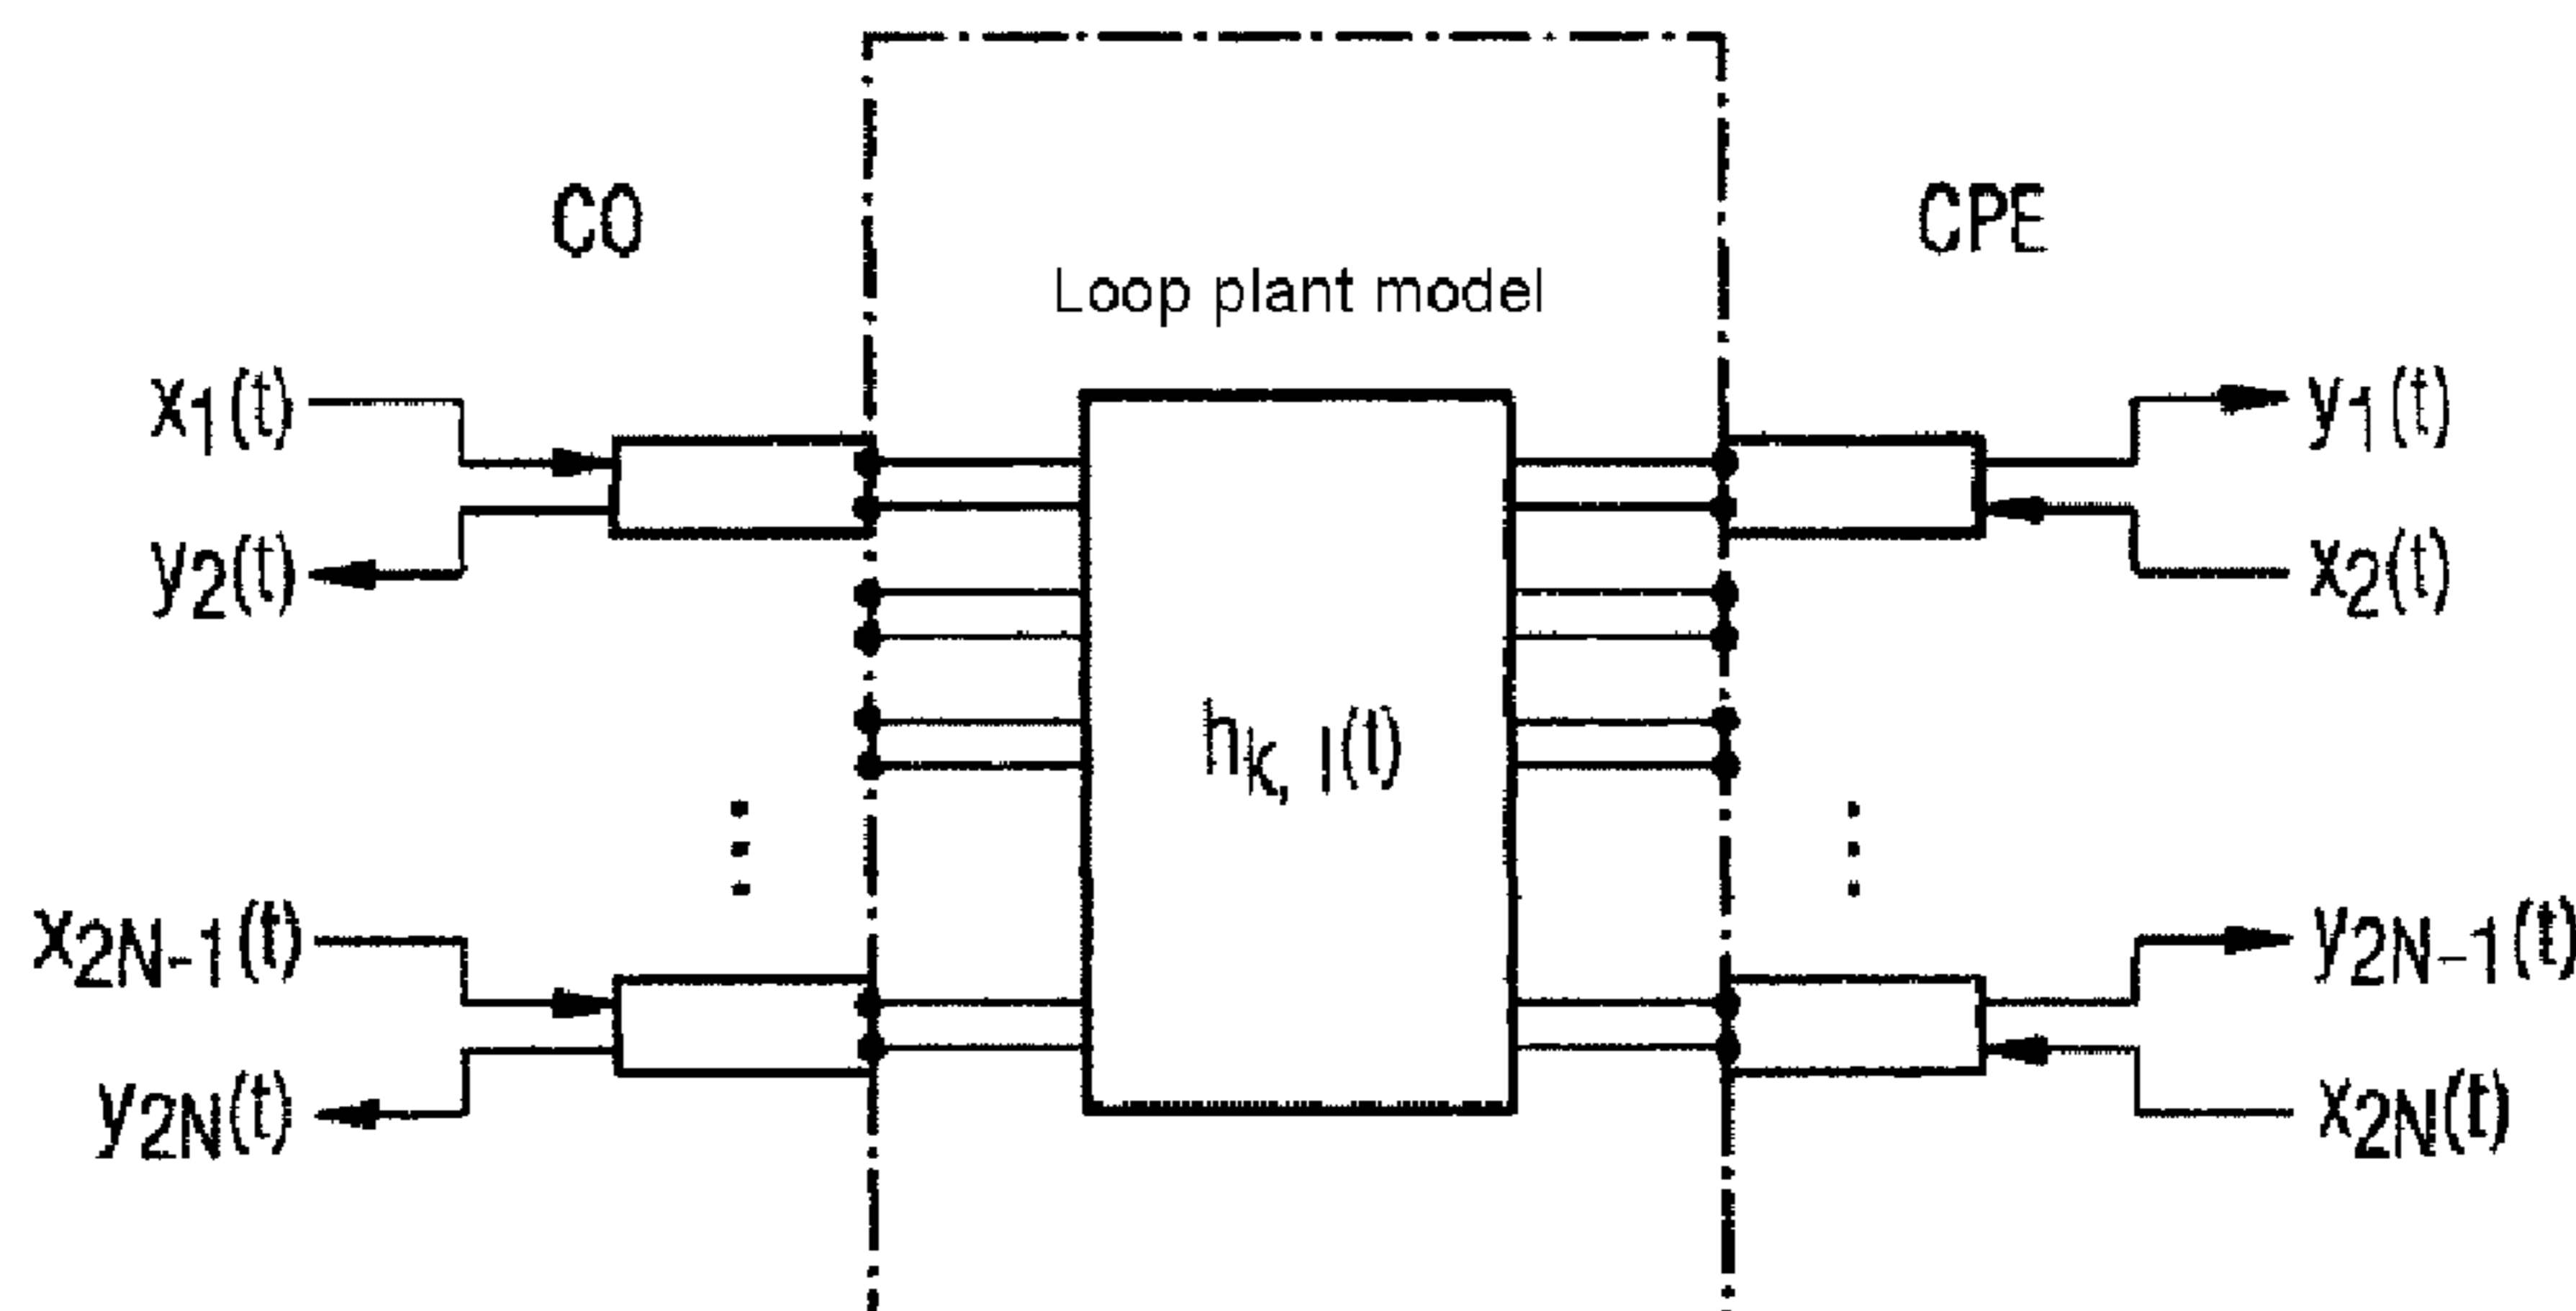 CO
CPE
Loop plant model
x1(t)
y1(t)
y2(t)
x2(t)
hk, l(t)
x2N-1(t)
y2N-1(t)
y2N(t)
x2N(t)